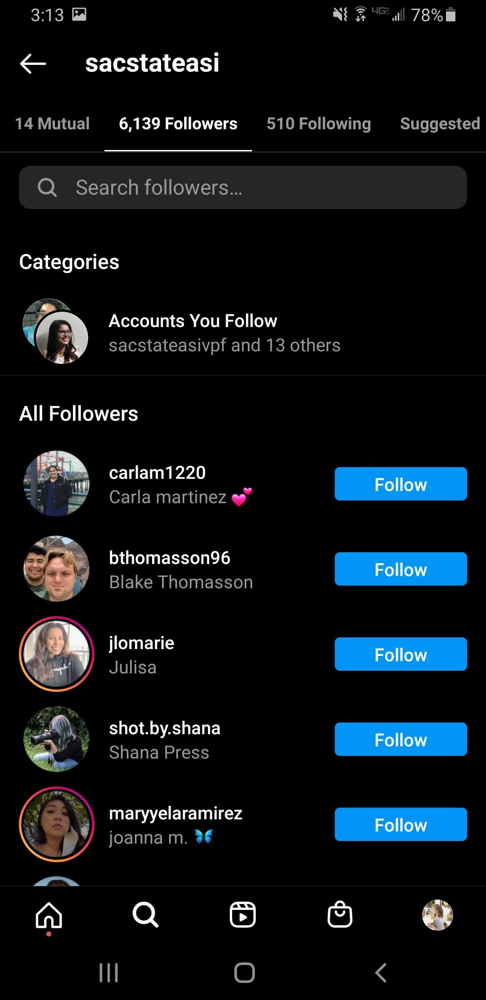 3:13 4G LTE 78%
sacstateasi
14 Mutual 6,139 Followers 510 Following Suggested
Search followers...
Categories
Accounts You Follow
sacstateasivpf and 13 others
All Followers
carlam1220
Carla martinez 💕
Follow
bthomasson96
Blake Thomasson
Follow
jlomarie
Julisa
Follow
shot.by.shana
Shana Press
Follow
maryyelaramirez
joanna m. 🦋
Follow